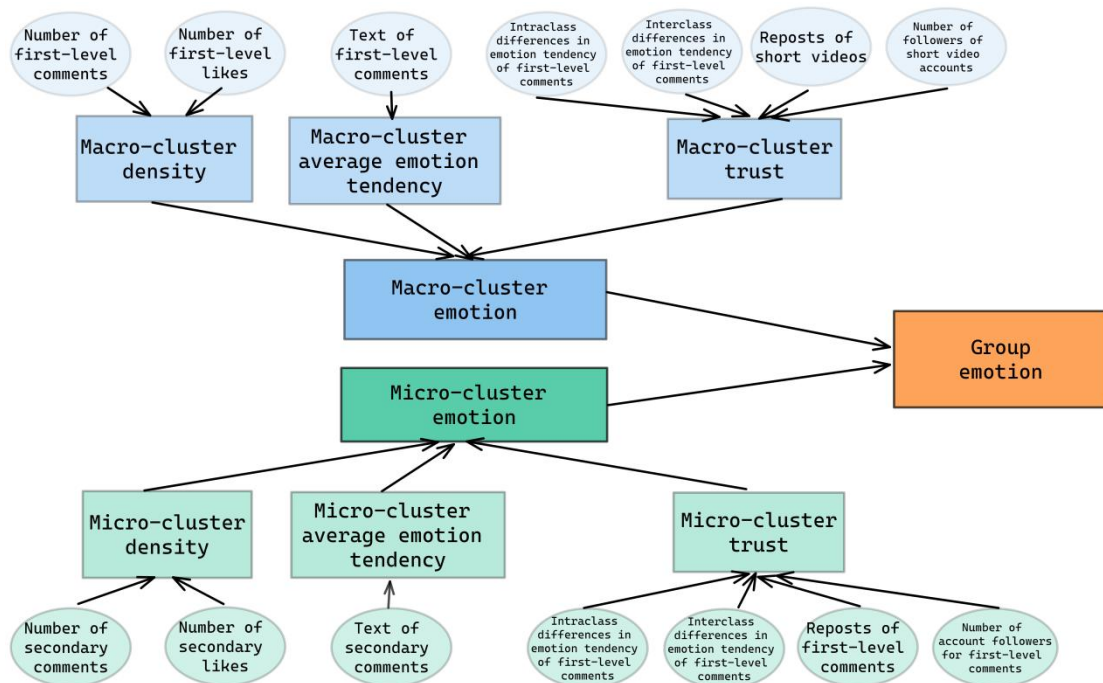 Number of
first-level
comments
Number of
first-level
likes
Text of
first-level
comments
Intraclass
differences in
emotion tendency
of first-level
comments
Interclass
differences in
emotion tendency
of first-level
comments
Reposts of
short videos
Number of
followers of
short video
accounts
Macro-cluster
density
Macro-cluster
average emotion
tendency
Macro-cluster
trust
Macro-cluster
emotion
Group
emotion
Micro-cluster
emotion
Micro-cluster
density
Micro-cluster
average emotion
tendency
Micro-cluster
trust
Number of
secondary
comments
Number of
secondary
likes
Text of
secondary
comments
Intraclass
differences in
emotion tendency
of first-level
comments
Interclass
differences in
emotion tendency
of first-level
comments
Reposts of
first-level
comments
Number of
account followers
for first-level
comments